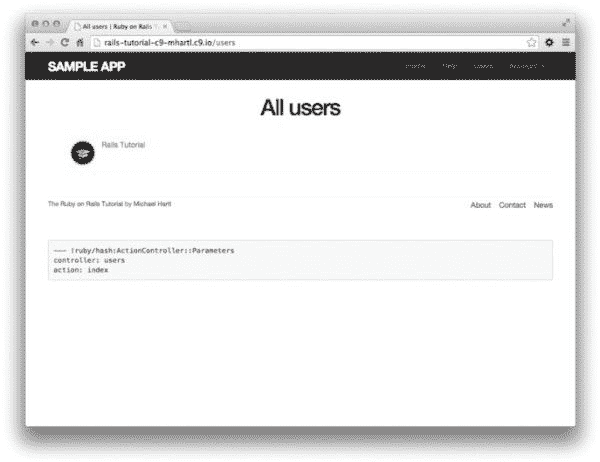 All users | Ruby on Rails T
rails-tutorial-c9-mhartl.c9.io/users
SAMPLE APP
All users
Rails Tutorial
The Ruby on Rails Tutorial by Michael Hartl
About Contact News
--- !ruby/hash:ActionController::Parameters
controller: users
action: index